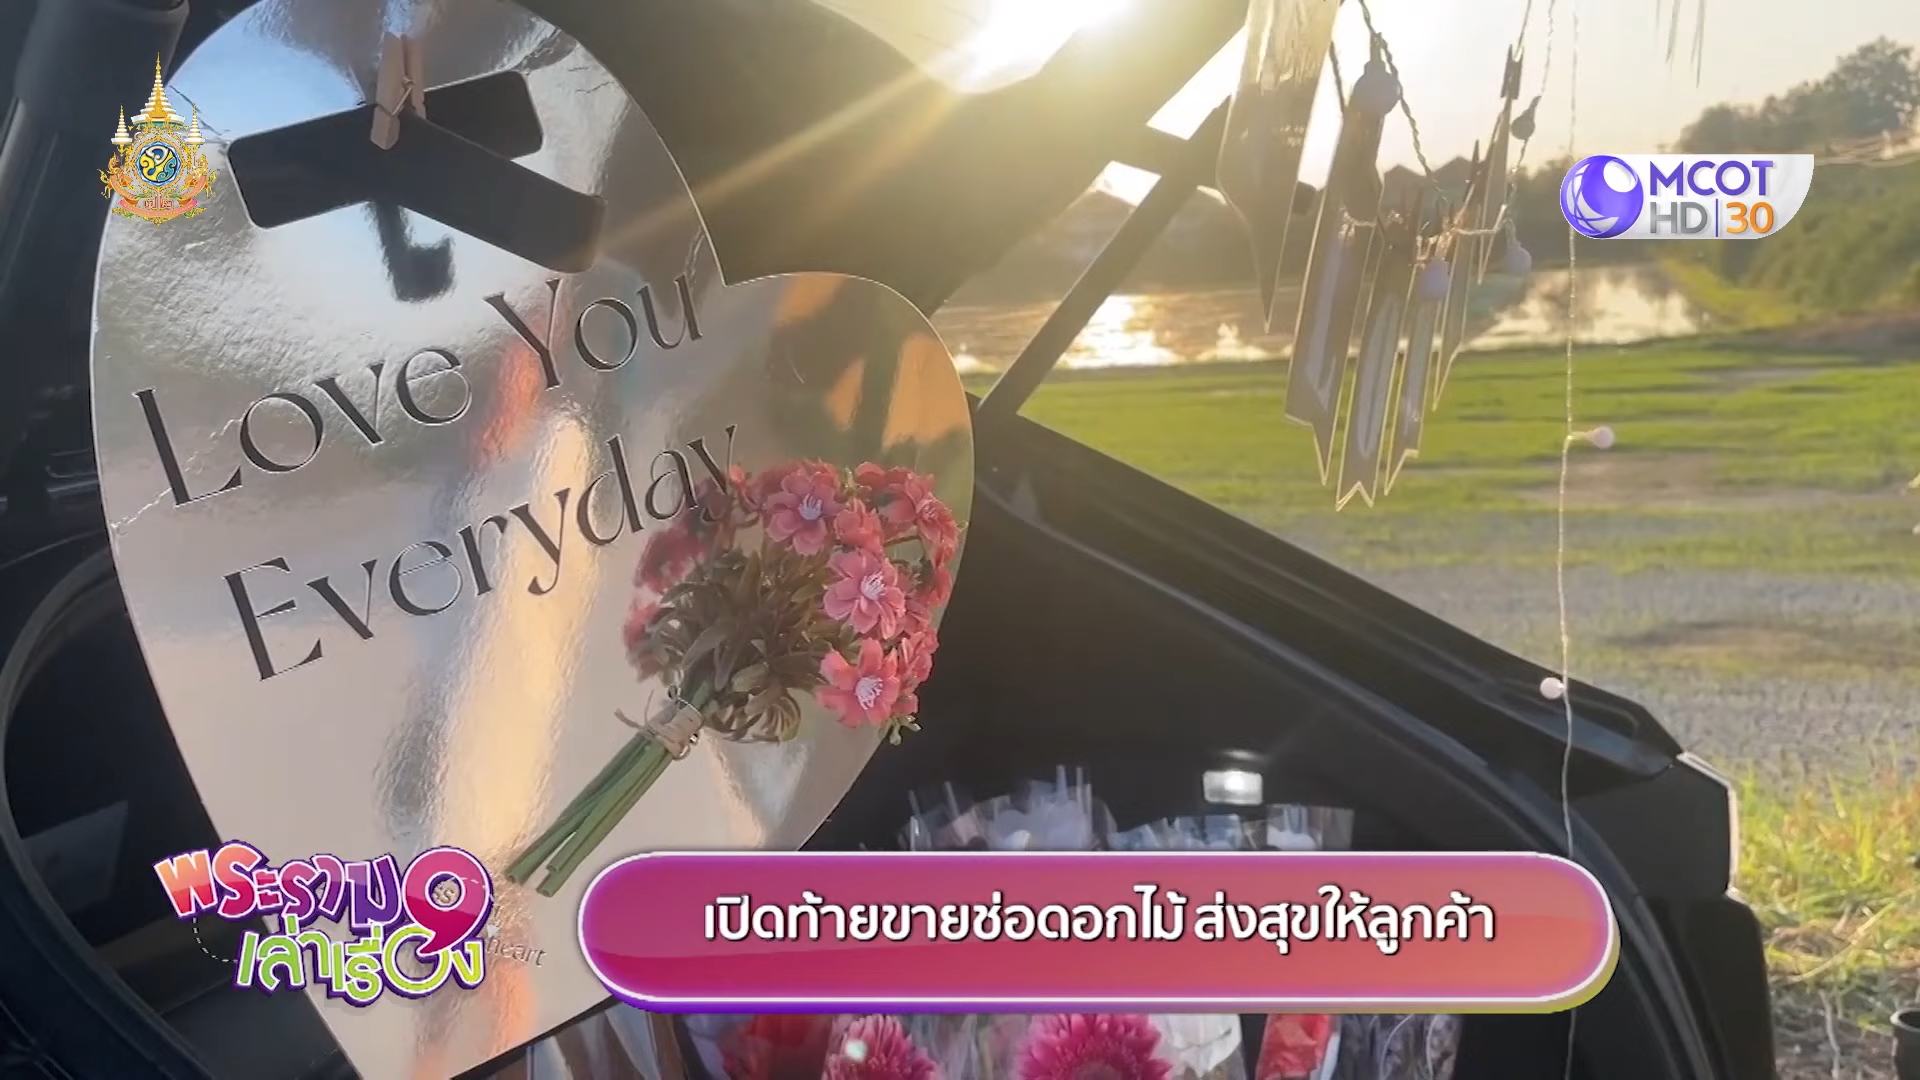 MCOT
HD 30
Love You
Everyday
พระราม ๙
เล่าเรื่อง
heart
เปิดท้ายขายช่อดอกไม้ ส่งสุขให้ลูกค้า